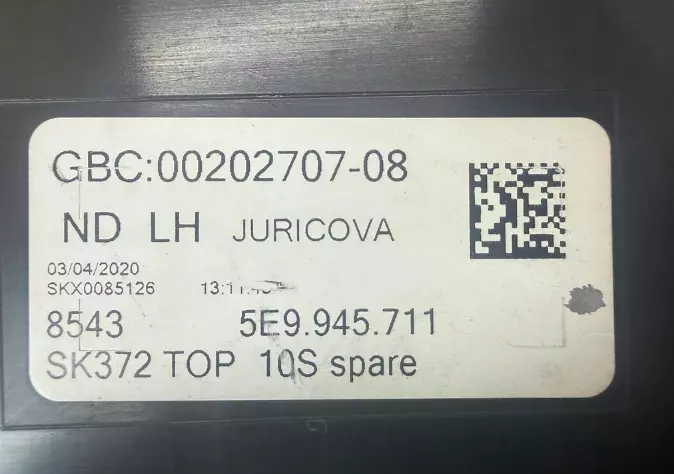 GBC:00202707-08
ND LH JURICOVA
03/04/2020
SKX0085126
8543 5E9.945.711
SK372 TOP 10S spare